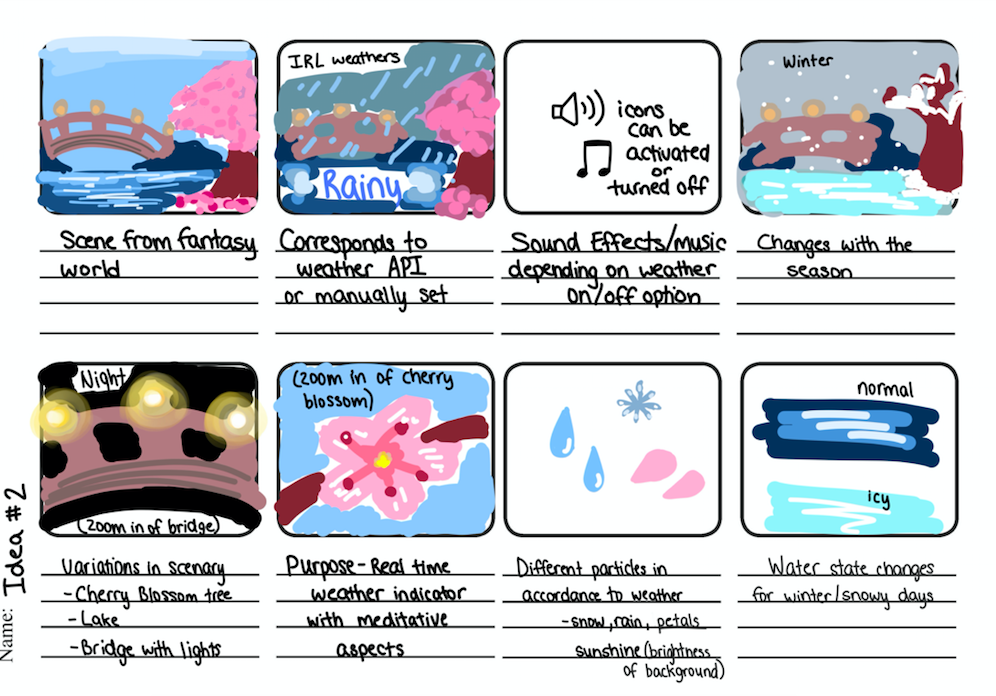 Scene from fantasy
world
IRL weathers
Rainy
Corresponds to
weather API
or manually set
icons
can be
activated
or
turned off
Sound Effects/music
depending on weather
on/off option
Winter
Changes with the
season
Night
(zoom in of bridge)
Variations in scenary
- Cherry Blossom tree
- Lake
- Bridge with lights
(zoom in of cherry
blossom)
Purpose - Real time
weather indicator
with meditative
aspects
Different particles in
accordance to weather
- snow, rain, petals
sunshine (brightness
of background)
normal
icy
Water state changes
for winter/snowy days
Name: Idea #2